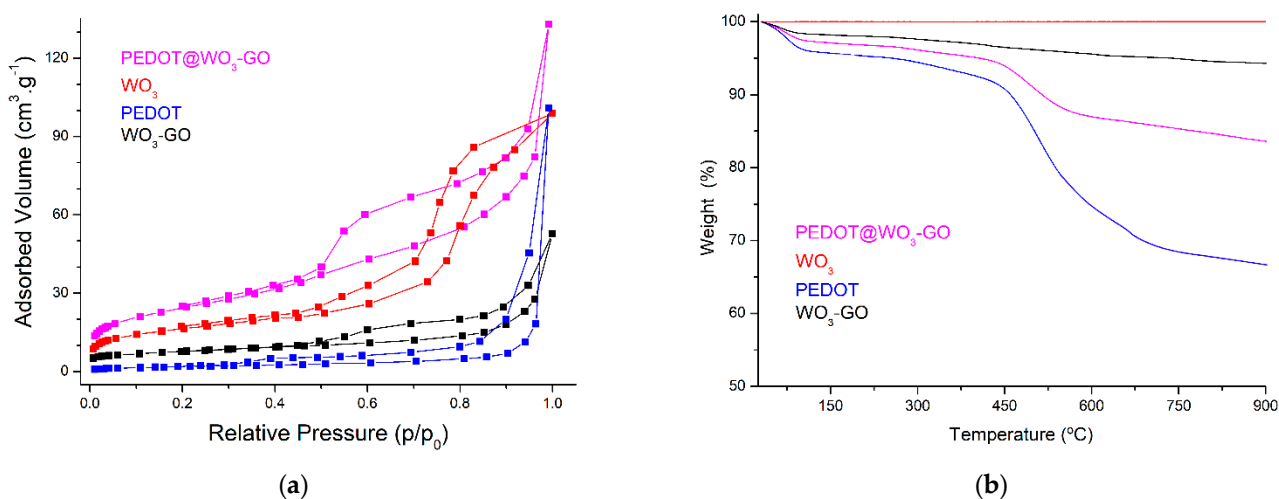 PEDOT@WO₃-GO
WO₃
PEDOT
WO₃-GO
Adsorbed Volume (cm³.g⁻¹)
120
90
60
30
0
0.0 0.2 0.4 0.6 0.8 1.0
Relative Pressure (p/p₀)
(a)
100
90
80
70
60
50
Weight (%)
PEDOT@WO₃-GO
WO₃
PEDOT
WO₃-GO
150 300 450 600 750 900
Temperature (ºC)
(b)